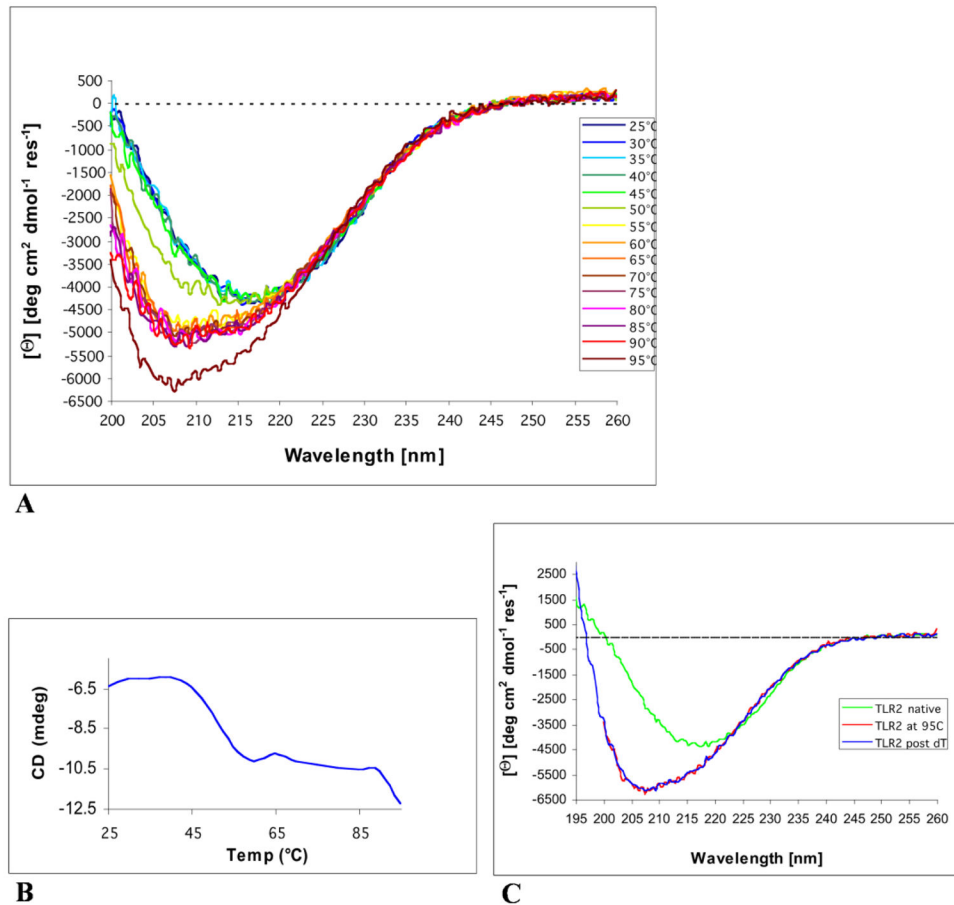 500
0
-500
-1000
-1500
-2000
-2500
-3000
-3500
-4000
-4500
-5000
-5500
-6000
-6500
[Θ] [deg cm² dmol⁻¹ res⁻¹]
200 205 210 215 220 225 230 235 240 245 250 255 260
Wavelength [nm]
25°C
30°C
35°C
40°C
45°C
50°C
55°C
60°C
65°C
70°C
75°C
80°C
85°C
90°C
95°C
A
-6.5
-8.5
-10.5
-12.5
CD (mdeg)
25 45 65 85
Temp (°C)
B
2500
1500
500
-500
-1500
-2500
-3500
-4500
-5500
-6500
[Θ] [deg cm² dmol⁻¹ res⁻¹]
195 200 205 210 215 220 225 230 235 240 245 250 255 260
Wavelength [nm]
TLR2 native
TLR2 at 95C
TLR2 post dT
C